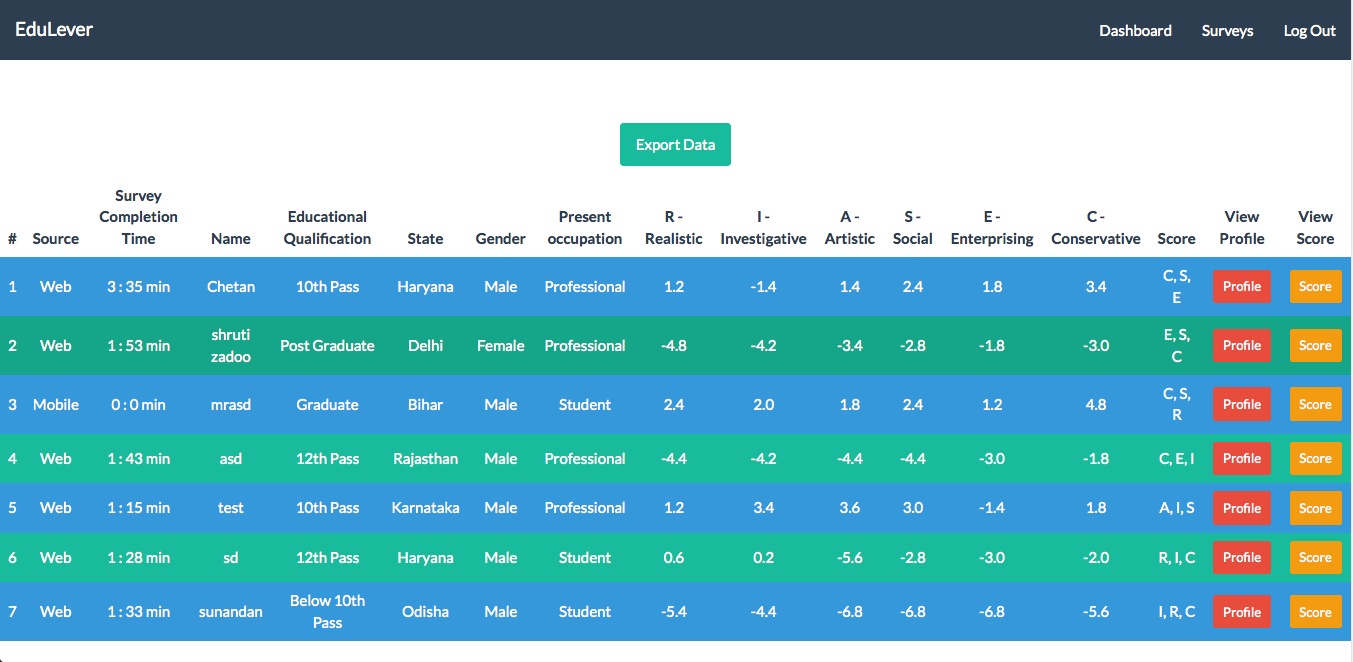 EduLever Dashboard Surveys Log Out
Export Data
# Source Survey Completion Time Name Educational Qualification State Gender Present occupation R - Realistic I - Investigative A - Artistic S - Social E - Enterprising C - Conservative Score View Profile View Score
1 Web 3 : 35 min Chetan 10th Pass Haryana Male Professional 1.2 -1.4 1.4 2.4 1.8 3.4 C, S, E Profile Score
2 Web 1 : 53 min shruti zadoo Post Graduate Delhi Female Professional -4.8 -4.2 -3.4 -2.8 -1.8 -3.0 E, S, C Profile Score
3 Mobile 0 : 0 min mrasd Graduate Bihar Male Student 2.4 2.0 1.8 2.4 1.2 4.8 C, S, R Profile Score
4 Web 1 : 43 min asd 12th Pass Rajasthan Male Professional -4.4 -4.2 -4.4 -4.4 -3.0 -1.8 C, E, I Profile Score
5 Web 1 : 15 min test 10th Pass Karnataka Male Professional 1.2 3.4 3.6 3.0 -1.4 1.8 A, I, S Profile Score
6 Web 1 : 28 min sd 12th Pass Haryana Male Student 0.6 0.2 -5.6 -2.8 -3.0 -2.0 R, I, C Profile Score
7 Web 1 : 33 min sunandan Below 10th Pass Odisha Male Student -5.4 -4.4 -6.8 -6.8 -6.8 -5.6 I, R, C Profile Score